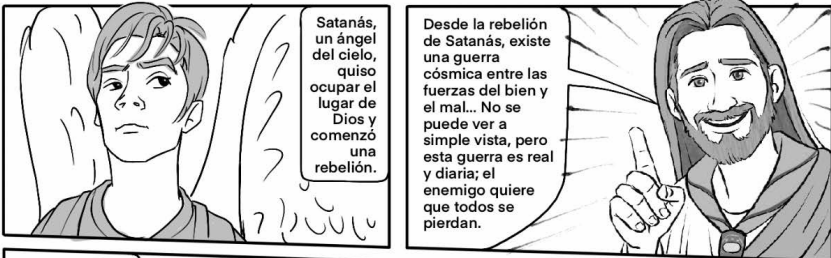 Satanás,
un ángel
del cielo,
quiso
ocupar el
lugar de
Dios y
comenzó
una
rebelión.
Desde la rebelión
de Satanás, existe
una guerra
cósmica entre las
fuerzas del bien y
el mal... No se
puede ver a
simple vista, pero
esta guerra es real
y diaria; el
enemigo quiere
que todos se
pierdan.